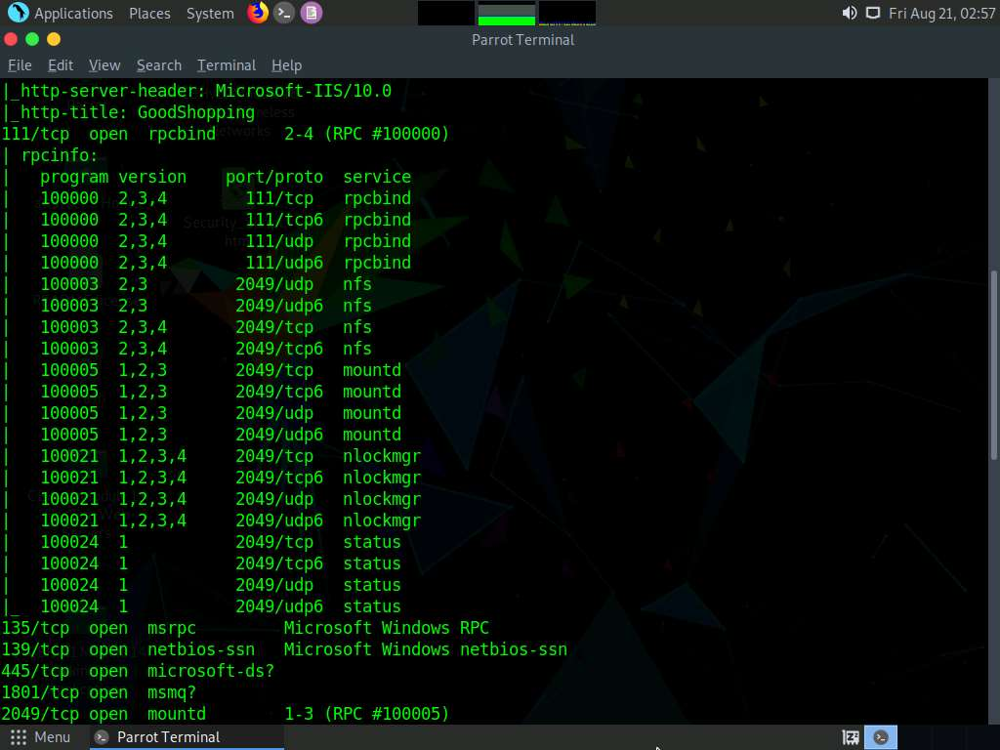 Applications Places System Fri Aug 21, 02:57
Parrot Terminal
File Edit View Search Terminal Help
|_http-server-header: Microsoft-IIS/10.0
|_http-title: GoodShopping
111/tcp  open  rpcbind       2-4 (RPC #100000)
| rpcinfo:
|   program version    port/proto  service
|   100000  2,3,4        111/tcp   rpcbind
|   100000  2,3,4        111/tcp6  rpcbind
|   100000  2,3,4        111/udp   rpcbind
|   100000  2,3,4        111/udp6  rpcbind
|   100003  2,3         2049/udp   nfs
|   100003  2,3         2049/udp6  nfs
|   100003  2,3,4       2049/tcp   nfs
|   100003  2,3,4       2049/tcp6  nfs
|   100005  1,2,3       2049/tcp   mountd
|   100005  1,2,3       2049/tcp6  mountd
|   100005  1,2,3       2049/udp   mountd
|   100005  1,2,3       2049/udp6  mountd
|   100021  1,2,3,4     2049/tcp   nlockmgr
|   100021  1,2,3,4     2049/tcp6  nlockmgr
|   100021  1,2,3,4     2049/udp   nlockmgr
|   100021  1,2,3,4     2049/udp6  nlockmgr
|   100024  1           2049/tcp   status
|   100024  1           2049/tcp6  status
|   100024  1           2049/udp   status
|_  100024  1           2049/udp6  status
135/tcp  open  msrpc         Microsoft Windows RPC
139/tcp  open  netbios-ssn   Microsoft Windows netbios-ssn
445/tcp  open  microsoft-ds?
1801/tcp open  msmq?
2049/tcp open  mountd        1-3 (RPC #100005)
Menu Parrot Terminal